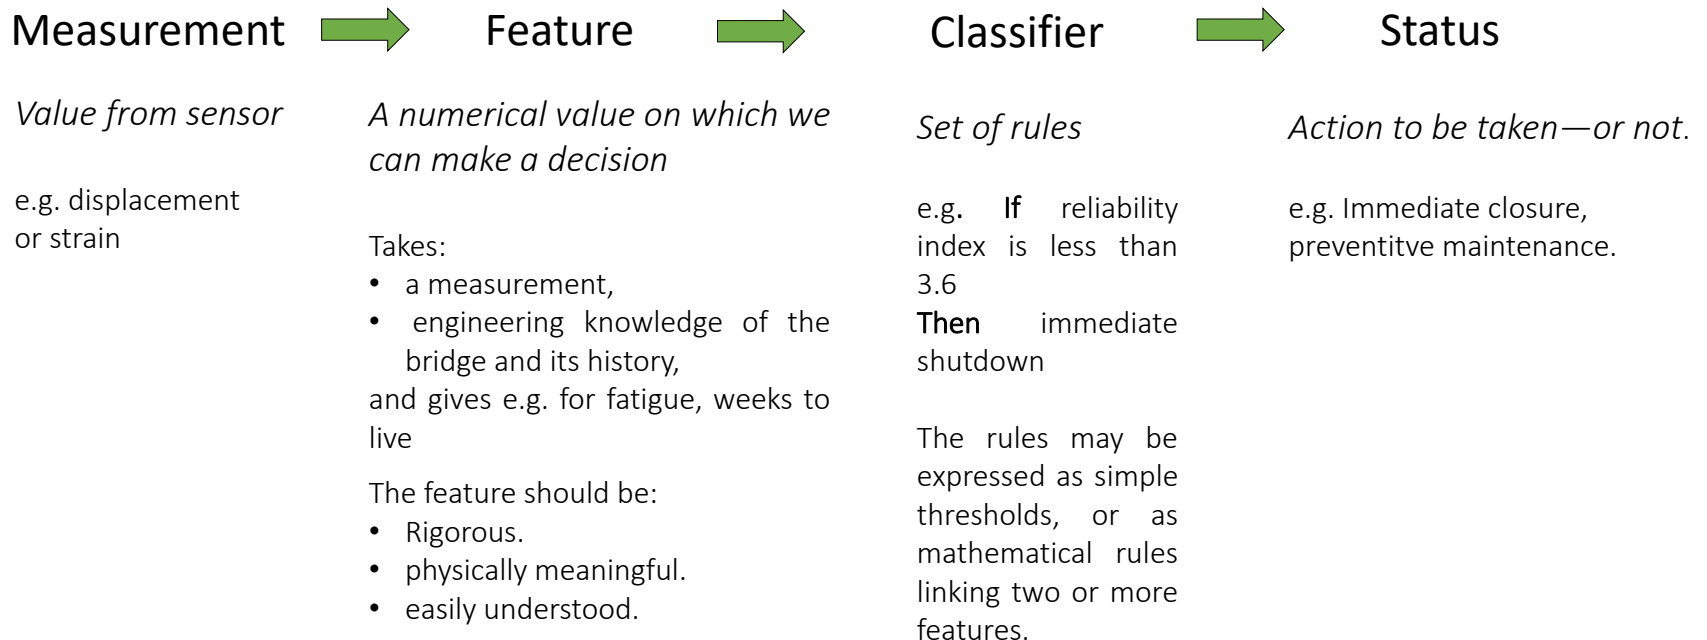 Measurement
Feature
Classifier
Status
Value from sensor
e.g. displacement
or strain
A numerical value on which we
can make a decision
Takes:
• a measurement,
• engineering knowledge of the
bridge and its history,
and gives e.g. for fatigue, weeks to
live
The feature should be:
• Rigorous.
• physically meaningful.
• easily understood.
Set of rules
e.g. If reliability
index is less than
3.6
Then immediate
shutdown
The rules may be
expressed as simple
thresholds, or as
mathematical rules
linking two or more
features.
Action to be taken—or not.
e.g. Immediate closure,
preventitve maintenance.